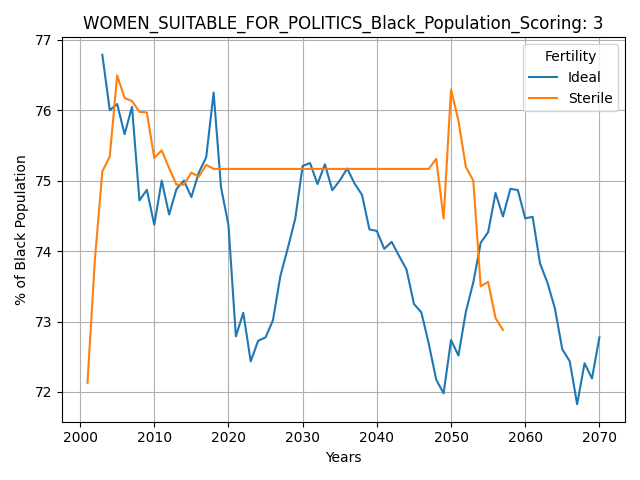 WOMEN_SUITABLE_FOR_POLITICS_Black_Population_Scoring: 3
Fertility
Ideal
Sterile
% of Black Population
77
76
75
74
73
72
2000 2010 2020 2030 2040 2050 2060 2070
Years